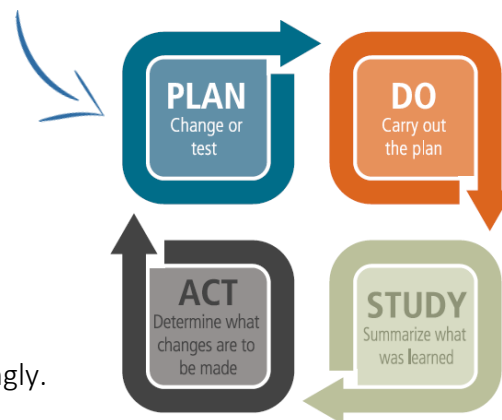 PLAN
Change or
test
DO
Carry out
the plan
STUDY
Summarize what
was learned
ACT
Determine what
changes are to
be made
gly.